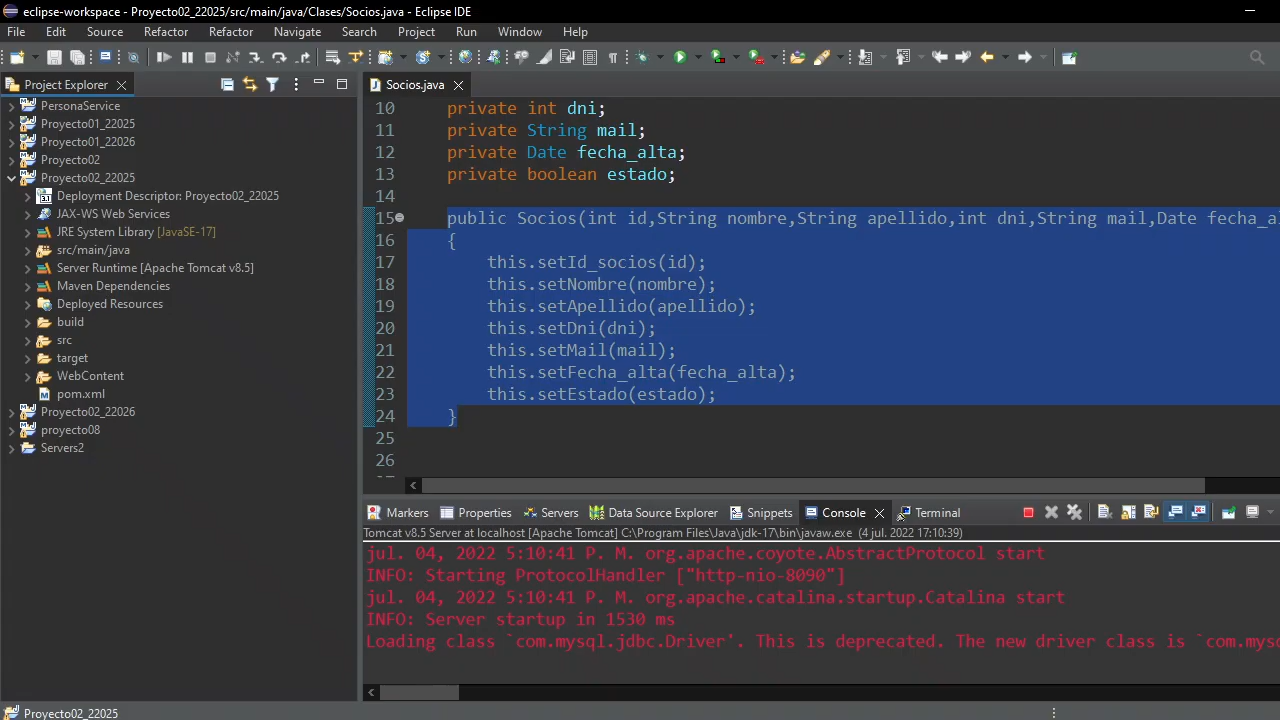 eclipse-workspace - Proyecto02_22025/src/main/java/Clases/Socios.java - Eclipse IDE
File Edit Source Refactor Refactor Navigate Search Project Run Window Help
Project Explorer
PersonaService
Proyecto01_22025
Proyecto01_22026
Proyecto02
Proyecto02_22025
Deployment Descriptor: Proyecto02_22025
JAX-WS Web Services
JRE System Library [JavaSE-17]
src/main/java
Server Runtime [Apache Tomcat v8.5]
Maven Dependencies
Deployed Resources
build
src
target
WebContent
pom.xml
Proyecto02_22026
proyecto08
Servers2
Socios.java
10 private int dni;
11 private String mail;
12 private Date fecha_alta;
13 private boolean estado;
14
15 public Socios(int id,String nombre,String apellido,int dni,String mail,Date fecha_al
16 {
17 this.setId_socios(id);
18 this.setNombre(nombre);
19 this.setApellido(apellido);
20 this.setDni(dni);
21 this.setMail(mail);
22 this.setFecha_alta(fecha_alta);
23 this.setEstado(estado);
24 }
25
26
Markers Properties Servers Data Source Explorer Snippets Console Terminal
Tomcat v8.5 Server at localhost [Apache Tomcat] C:\Program Files\Java\jdk-17\bin\javaw.exe (4 jul. 2022 17:10:39)
jul. 04, 2022 5:10:41 P. M. org.apache.coyote.AbstractProtocol start
INFO: Starting ProtocolHandler ["http-nio-8090"]
jul. 04, 2022 5:10:41 P. M. org.apache.catalina.startup.Catalina start
INFO: Server startup in 1530 ms
Loading class `com.mysql.jdbc.Driver'. This is deprecated. The new driver class is `com.mysq
Proyecto02_22025